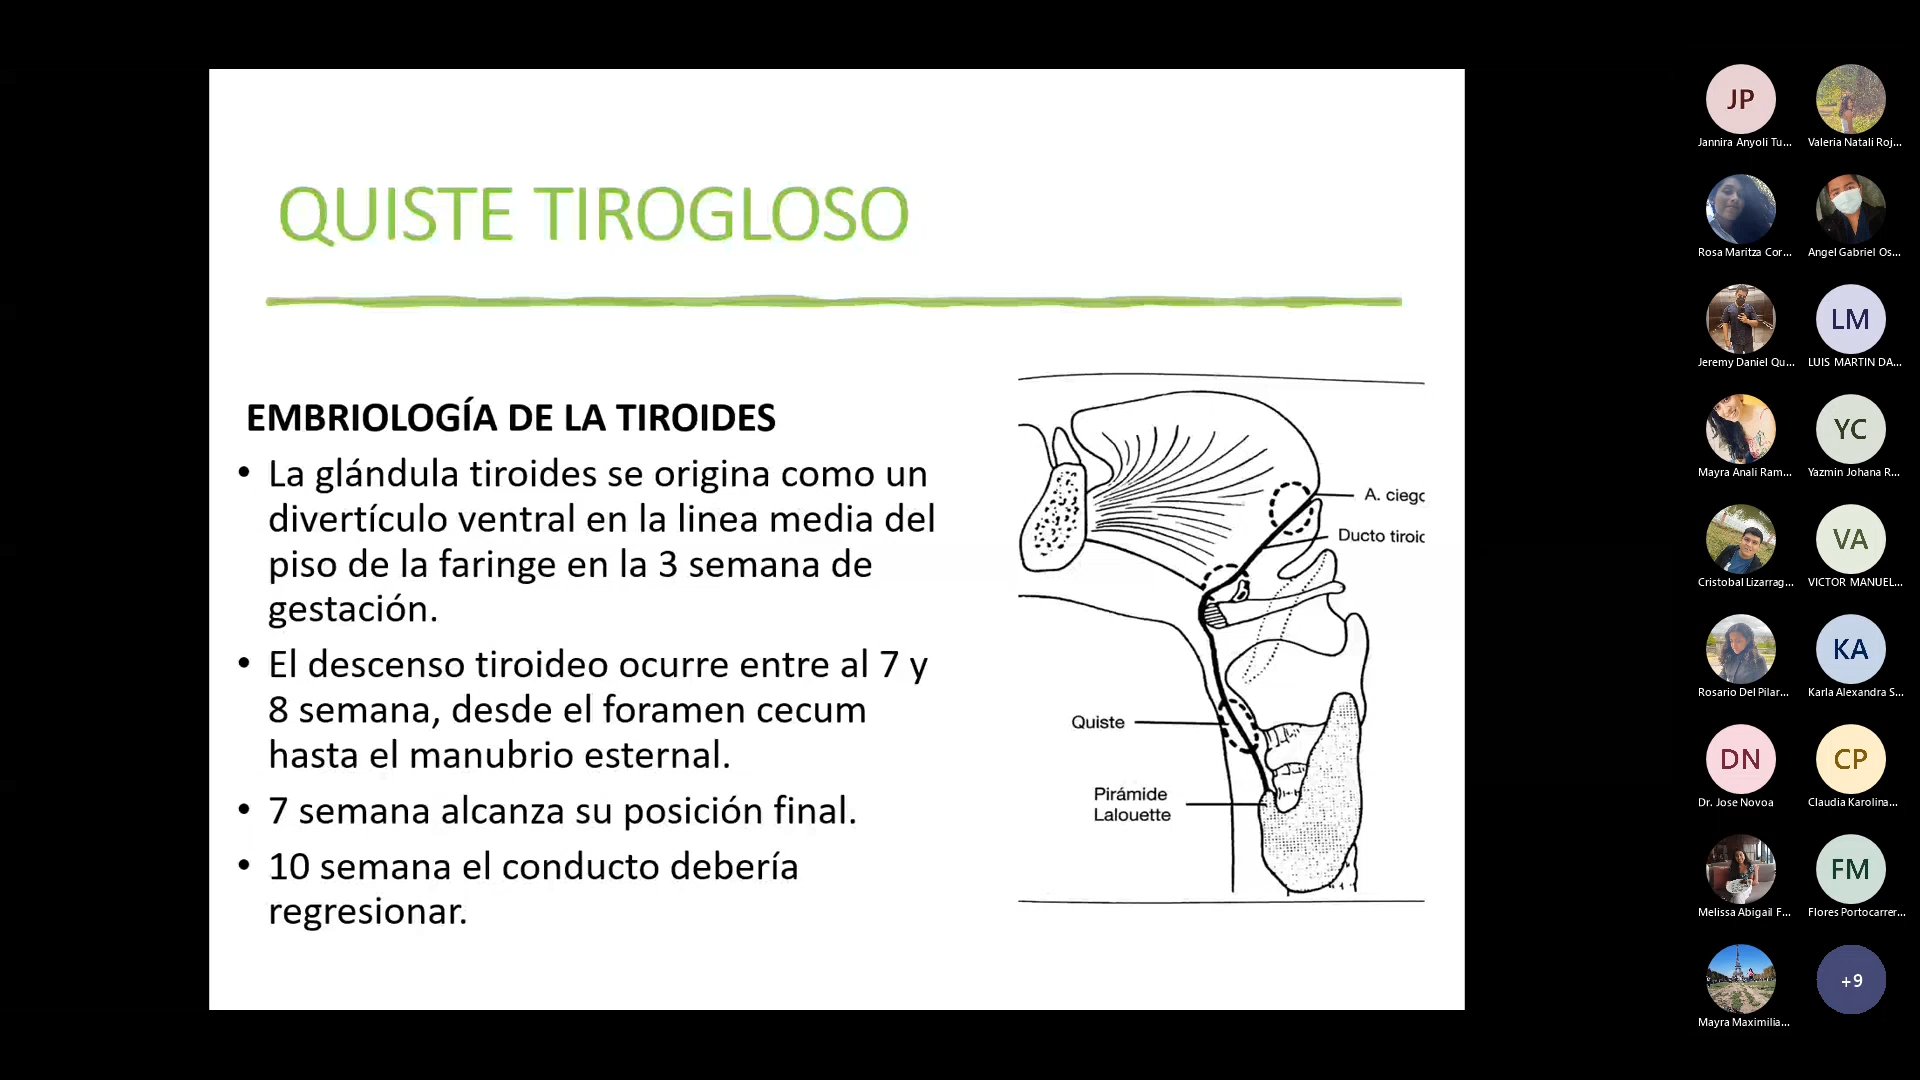 QUISTE TIROGLOSO
EMBRIOLOGÍA DE LA TIROIDES
• La glándula tiroides se origina como un
divertículo ventral en la linea media del
piso de la faringe en la 3 semana de
gestación.
• El descenso tiroideo ocurre entre al 7 y
8 semana, desde el foramen cecum
hasta el manubrio esternal.
• 7 semana alcanza su posición final.
• 10 semana el conducto debería
regresionar.
A. ciego
Ducto tiroic
Quiste
Pirámide
Lalouette
JP
Jannira Anyoli Tu...
Valeria Natali Roj...
Rosa Maritza Cor...
Angel Gabriel Os...
Jeremy Daniel Qu...
LM
LUIS MARTIN DA...
Mayra Anali Ram...
YC
Yazmin Johana R...
Cristobal Lizarrag...
VA
VICTOR MANUEL...
Rosario Del Pilar...
KA
Karla Alexandra S...
DN
Dr. Jose Novoa
CP
Claudia Karolina...
Melissa Abigail F...
FM
Flores Portocarrer...
Mayra Maximilia...
+9